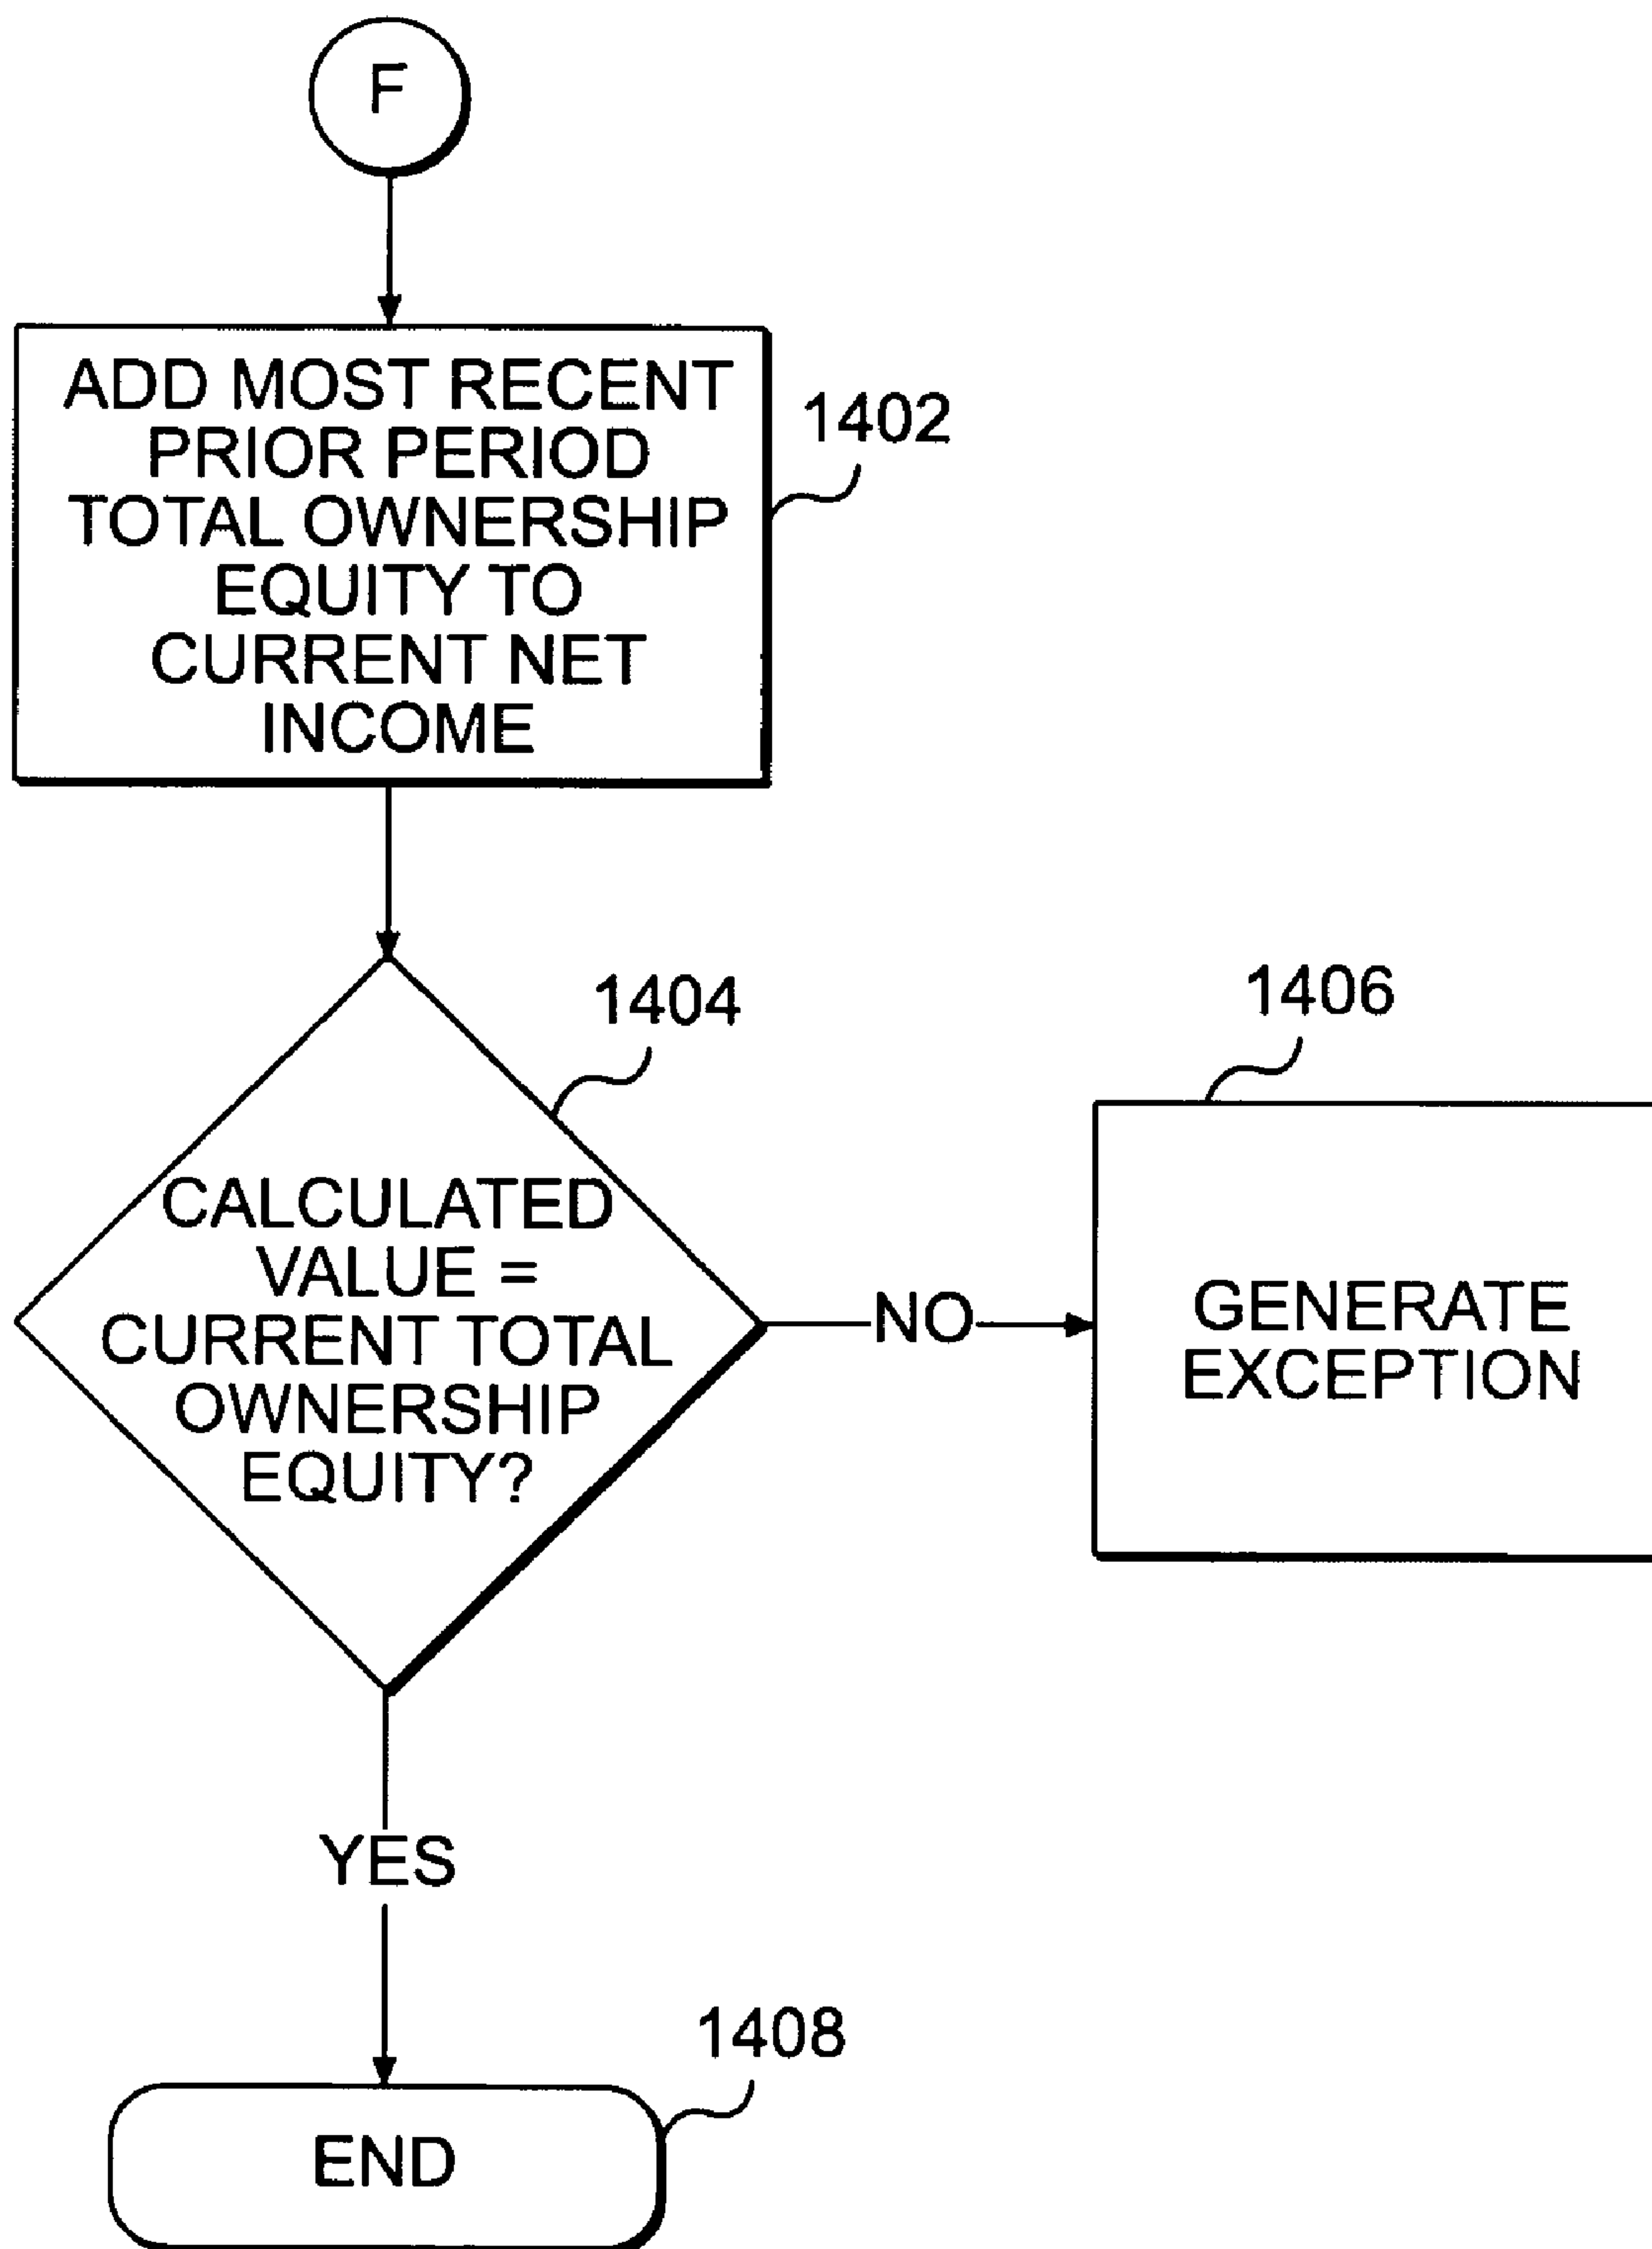 F
ADD MOST RECENT
PRIOR PERIOD
TOTAL OWNERSHIP
EQUITY TO
CURRENT NET
INCOME
1402
1404
CALCULATED
VALUE =
CURRENT TOTAL
OWNERSHIP
EQUITY?
NO
1406
GENERATE
EXCEPTION
YES
1408
END